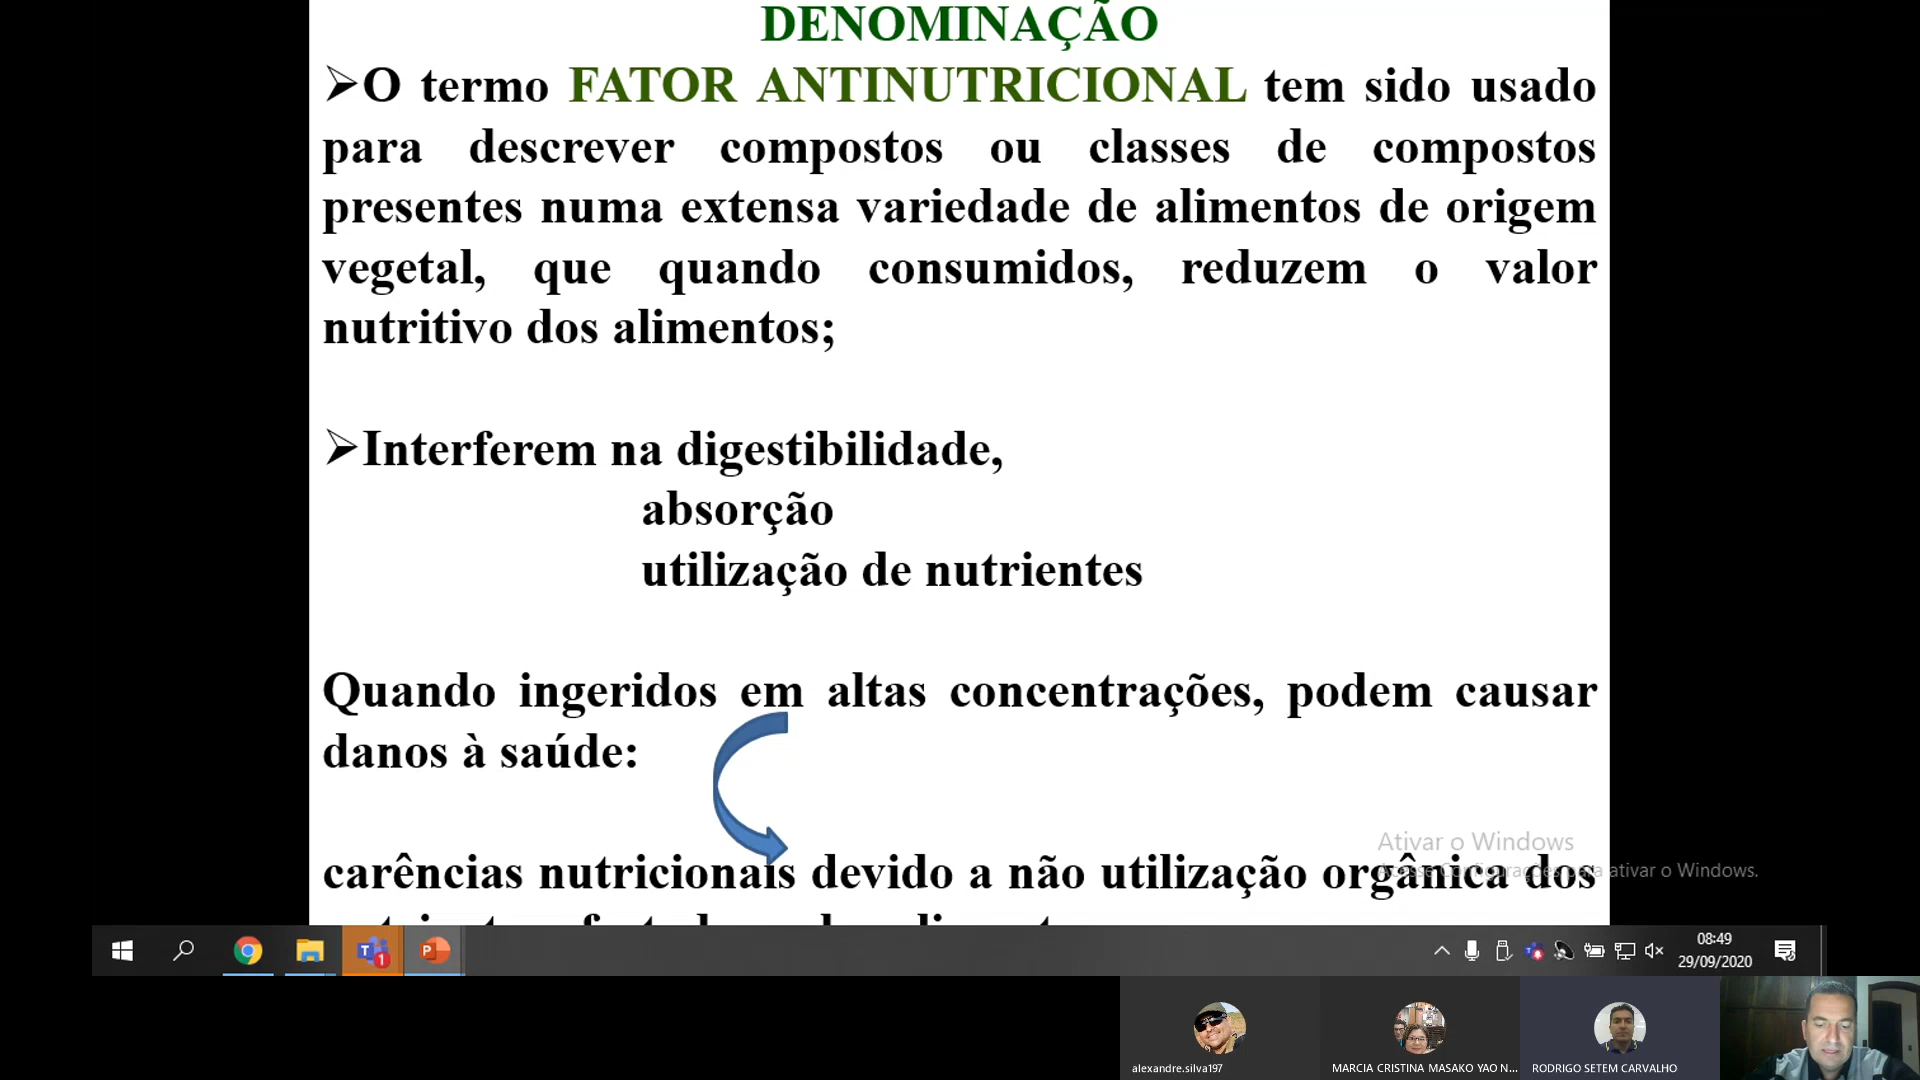 DENOMINAÇÃO
➢O termo FATOR ANTINUTRICIONAL tem sido usado
para descrever compostos ou classes de compostos
presentes numa extensa variedade de alimentos de origem
vegetal, que quando consumidos, reduzem o valor
nutritivo dos alimentos;
➢Interferem na digestibilidade,
absorção
utilização de nutrientes
Quando ingeridos em altas concentrações, podem causar
danos à saúde:
Ativar o Windows
carências nutricionais devido a não utilização orgânica dos
Acesse Configurações para ativar o Windows.
08:49
29/09/2020
alexandre.silva197
MARCIA CRISTINA MASAKO YAO N...
RODRIGO SETEM CARVALHO